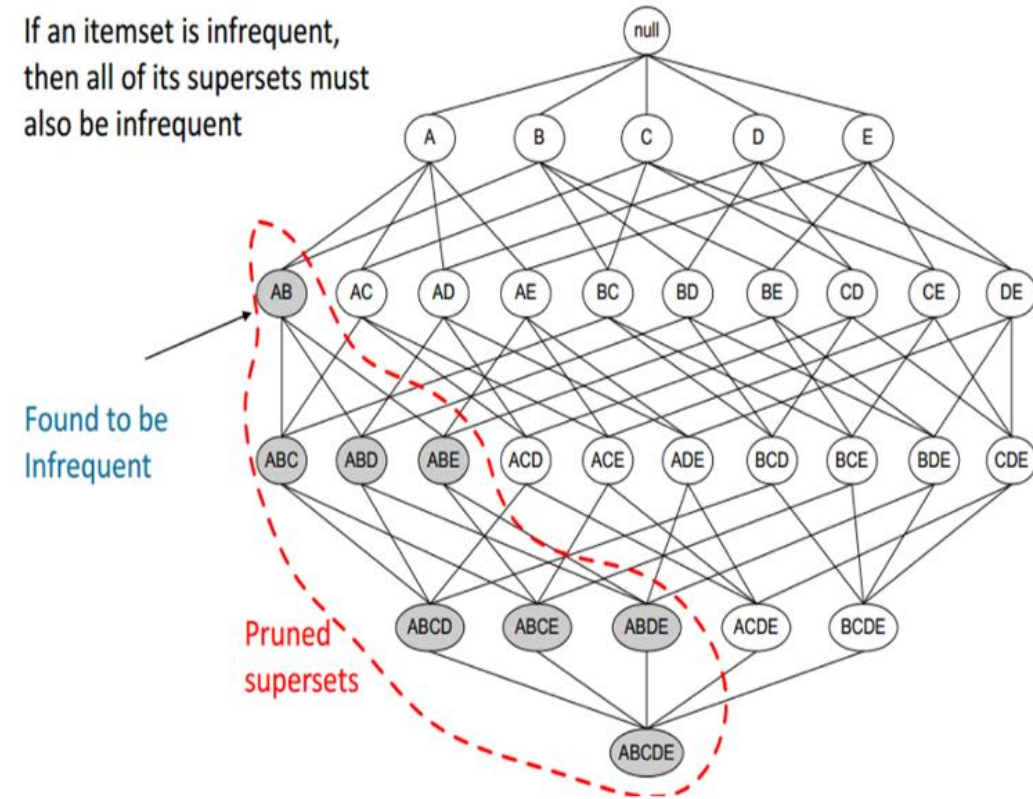 If an itemset is infrequent,
then all of its supersets must
also be infrequent
null
A B C D E
AB AC AD AE BC BD BE CD CE DE
Found to be
Infrequent
ABC ABD ABE ACD ACE ADE BCD BCE BDE CDE
Pruned
supersets
ABCD ABCE ABDE ACDE BCDE
ABCDE